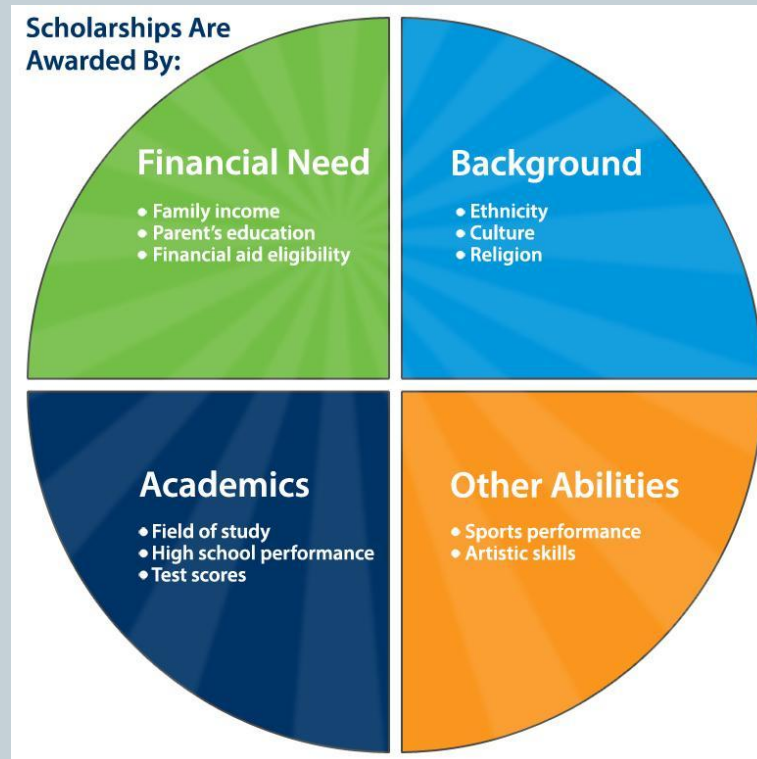 Scholarships Are
Awarded By:
Financial Need
• Family income
• Parent's education
• Financial aid eligibility
Background
• Ethnicity
• Culture
• Religion
Academics
• Field of study
• High school performance
• Test scores
Other Abilities
• Sports performance
• Artistic skills